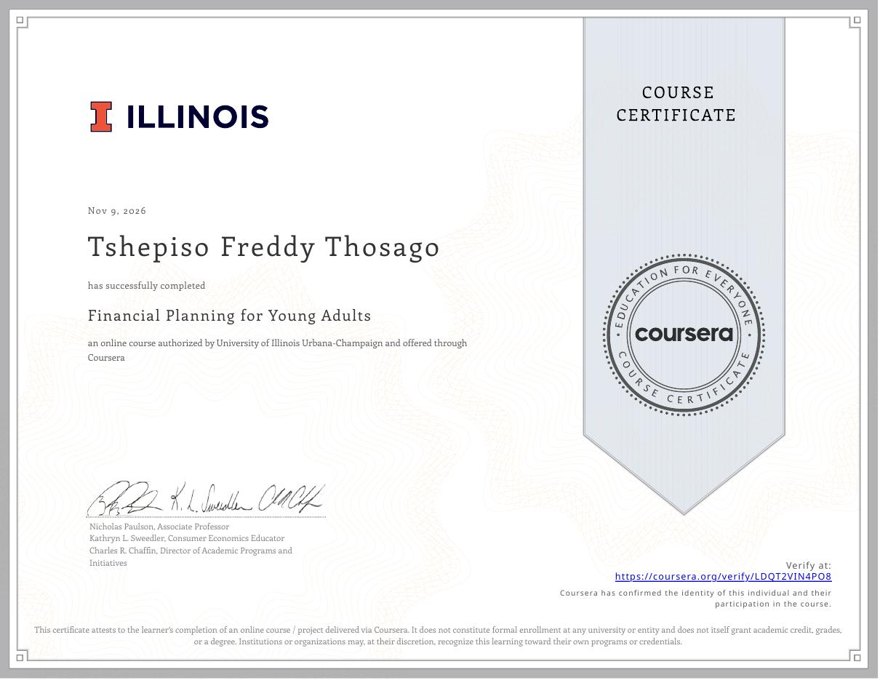 ILLINOIS
COURSE
CERTIFICATE
Nov 9, 2026
Tshepiso Freddy Thosago
has successfully completed
Financial Planning for Young Adults
an online course authorized by University of Illinois Urbana-Champaign and offered through
Coursera
EDUCATION FOR EVERYONE
coursera
COURSE CERTIFICATE
Nicholas Paulson, Associate Professor
Kathryn L. Sweedler, Consumer Economics Educator
Charles R. Chaffin, Director of Academic Programs and
Initiatives
Verify at:
https://coursera.org/verify/LDQT2VIN4PO8
Coursera has confirmed the identity of this individual and their
participation in the course.
This certificate attests to the learner's completion of an online course / project delivered via Coursera. It does not constitute formal enrollment at any university or entity and does not itself grant academic credit, grades,
or a degree. Institutions or organizations may, at their discretion, recognize this learning toward their own programs or credentials.